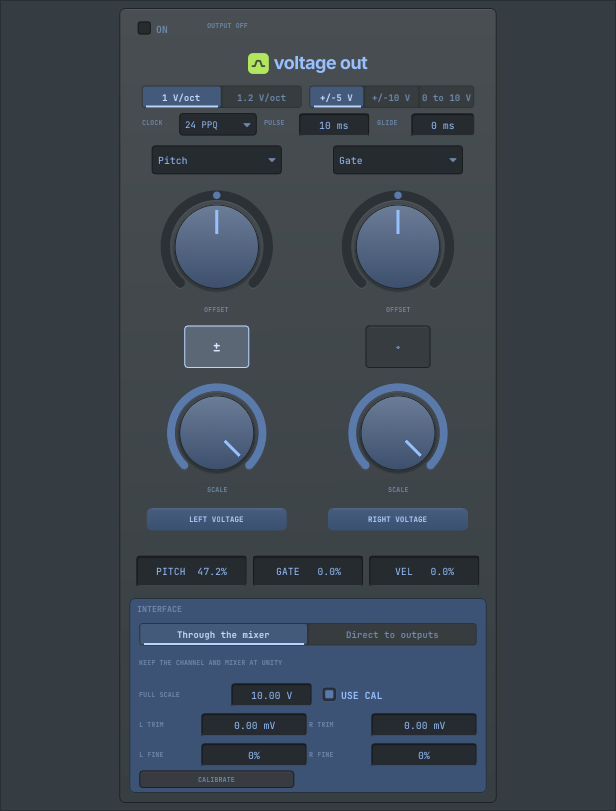 ON OUTPUT OFF
voltage out
1 V/oct 1.2 V/oct +/-5 V +/-10 V 0 to 10 V
CLOCK 24 PPQ PULSE 10 ms GLIDE 0 ms
Pitch Gate
OFFSET OFFSET
± +
SCALE SCALE
LEFT VOLTAGE RIGHT VOLTAGE
PITCH 47.2% GATE 0.0% VEL 0.0%
INTERFACE
Through the mixer Direct to outputs
KEEP THE CHANNEL AND MIXER AT UNITY
FULL SCALE 10.00 V USE CAL
L TRIM 0.00 mV R TRIM 0.00 mV
L FINE 0% R FINE 0%
CALIBRATE